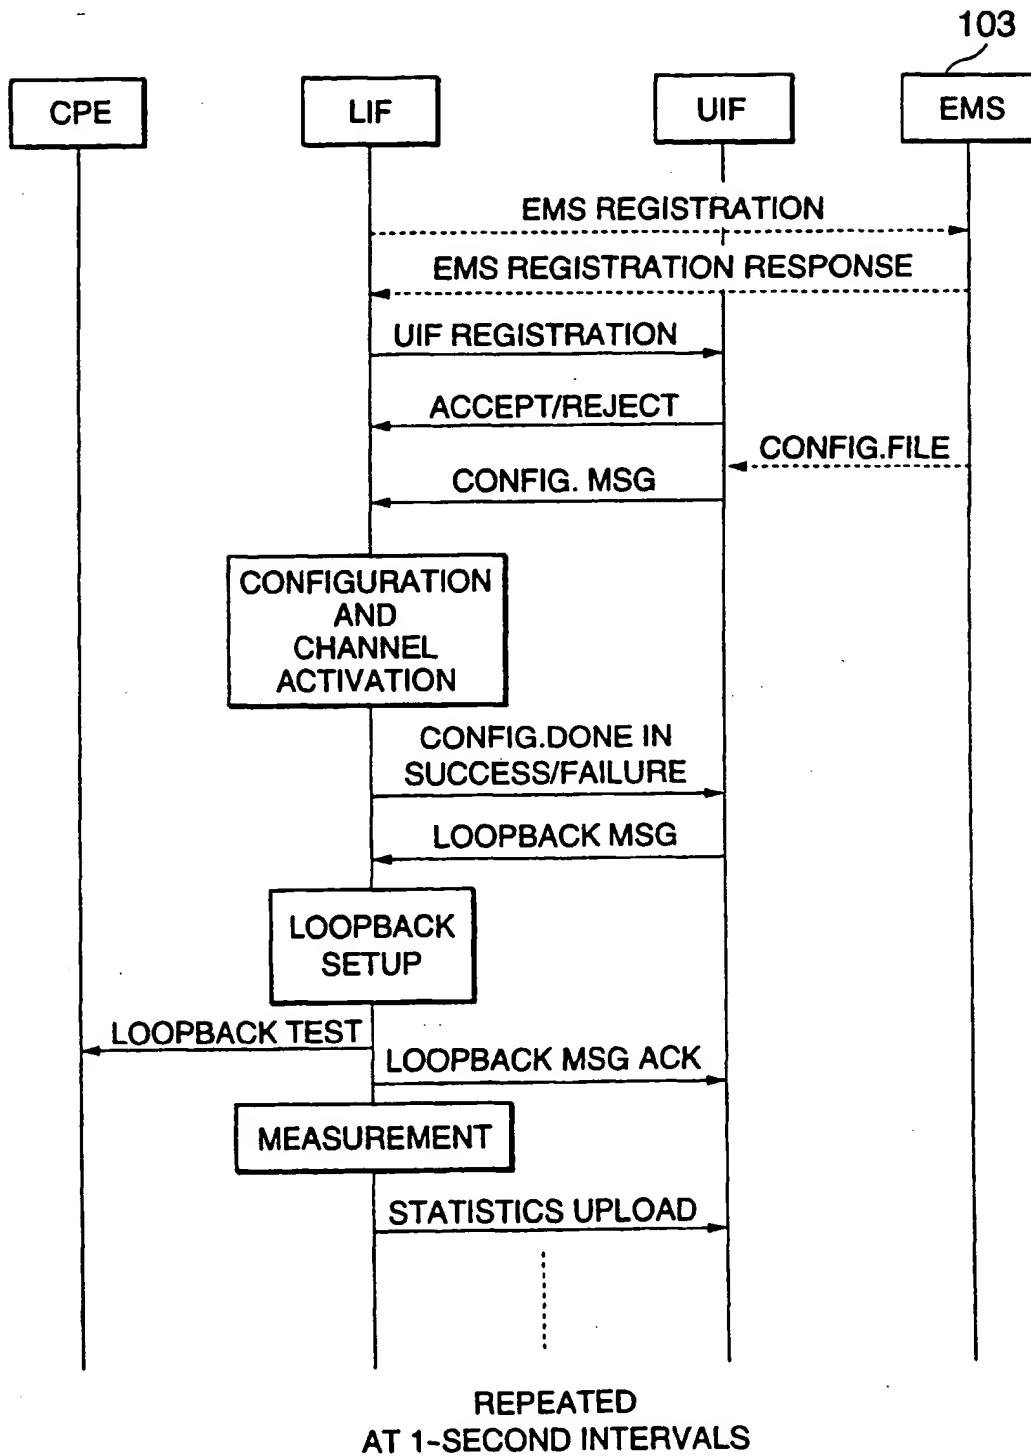 103
CPE
LIF
UIF
EMS
EMS REGISTRATION
EMS REGISTRATION RESPONSE
UIF REGISTRATION
ACCEPT/REJECT
CONFIG.FILE
CONFIG. MSG
CONFIGURATION
AND
CHANNEL
ACTIVATION
CONFIG.DONE IN
SUCCESS/FAILURE
LOOPBACK MSG
LOOPBACK
SETUP
LOOPBACK TEST
LOOPBACK MSG ACK
MEASUREMENT
STATISTICS UPLOAD
REPEATED
AT 1-SECOND INTERVALS